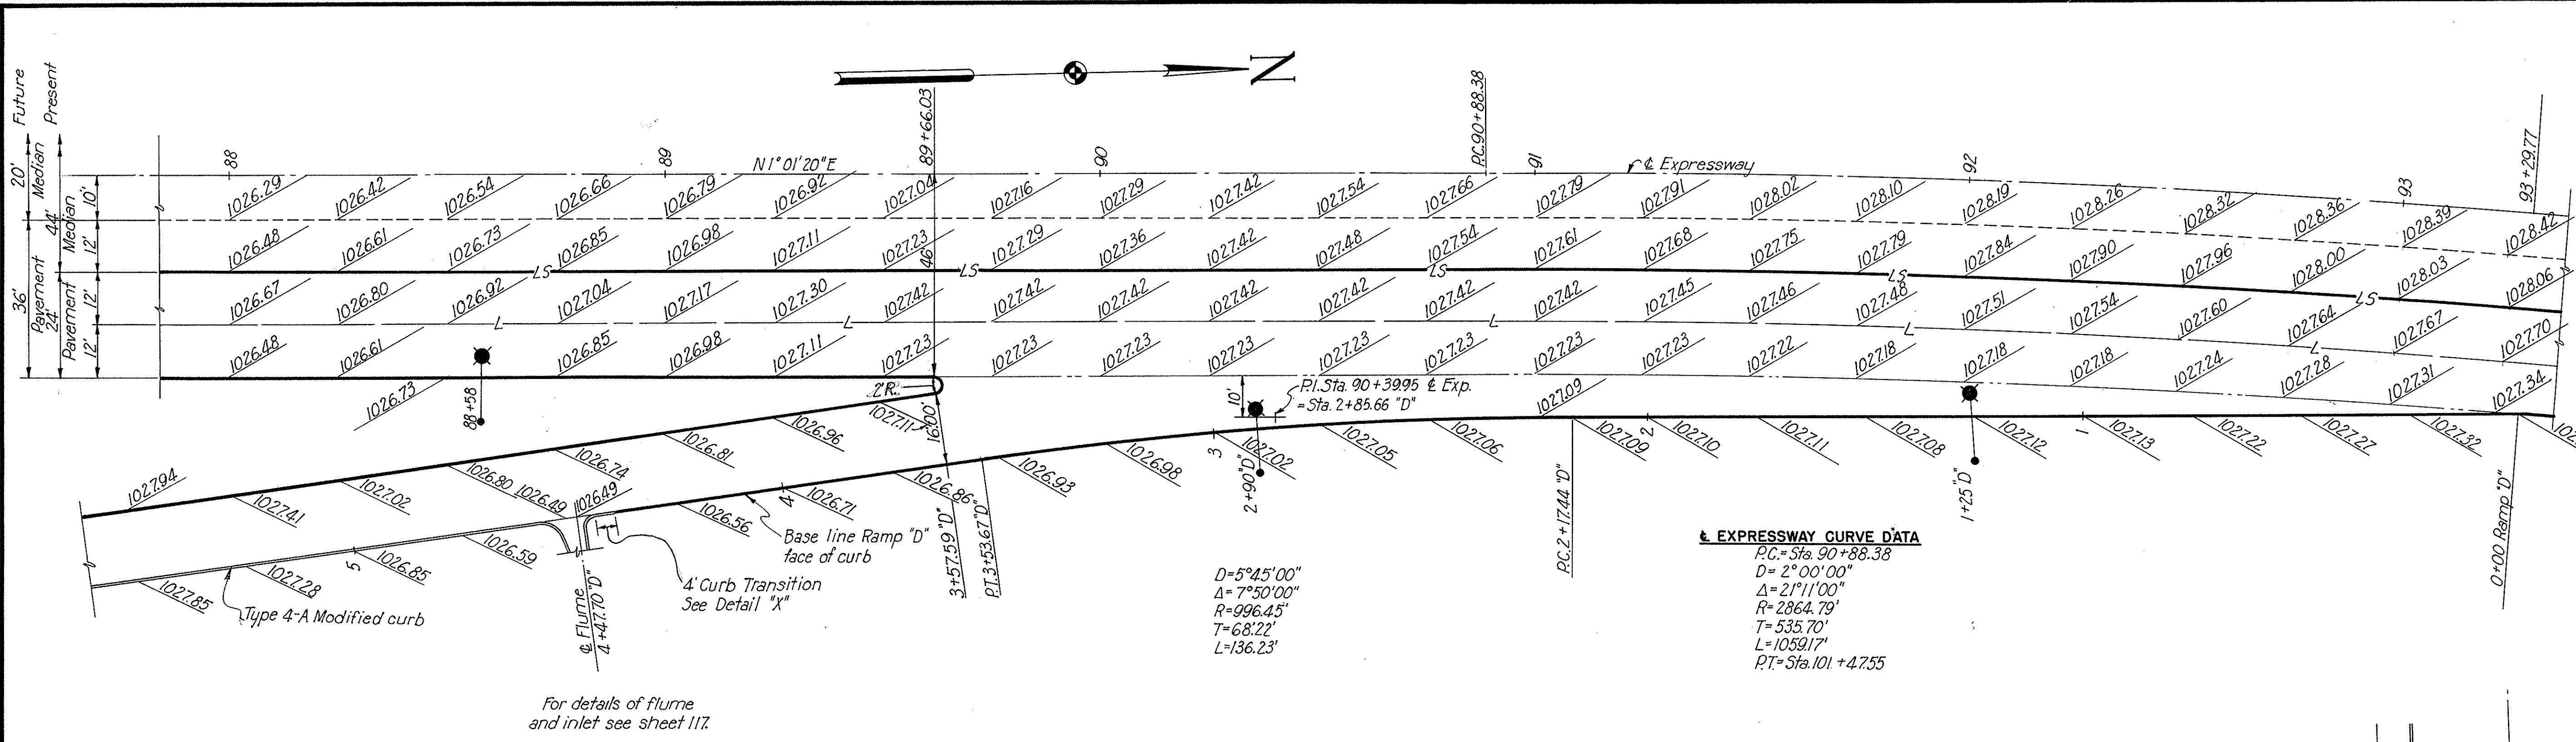 Future
Present
20'
Median
44'
Median
10'
12'
36'
Pavement
24'
Pavement
12'
12'
N
88
89
N 1° 01' 20" E
89 + 66.03
90
P.C. 90 + 88.38
91
℄ Expressway
92
93
93 + 29.77
1026.29 1026.42 1026.54 1026.66 1026.79 1026.92 1027.04 1027.16 1027.29 1027.42 1027.54 1027.66 1027.79 1027.91 1028.02 1028.10 1028.19 1028.26 1028.32 1028.36 1028.39 1028.42
1026.48 1026.61 1026.73 1026.85 1026.98 1027.11 1027.23 1027.29 1027.36 1027.42 1027.48 1027.54 1027.61 1027.68 1027.75 1027.79 1027.84 1027.90 1027.96 1028.00 1028.03 1028.06
46'
LS LS LS LS LS
1026.67 1026.80 1026.92 1027.04 1027.17 1027.30 1027.42 1027.42 1027.42 1027.42 1027.42 1027.42 1027.42 1027.45 1027.46 1027.48 1027.51 1027.54 1027.60 1027.64 1027.67 1027.70
L L L L L
1026.48 1026.61 1026.85 1026.98 1027.11 1027.23 1027.23 1027.23 1027.23 1027.23 1027.23 1027.23 1027.23 1027.22 1027.18 1027.18 1027.18 1027.24 1027.28 1027.31 1027.34
1026.73
88+58
2'R.
16.00'
10'
P.I. Sta. 90 + 39.95 ℄ Exp.
= Sta. 2 + 85.66 "D"
1027.09
1027.94 1027.41 1027.02 1026.80 1026.74 1026.81 1026.96 1027.11
1026.49 1026.49
1027.85 1027.28 1026.85 1026.59 1026.56 1026.71 1026.86 1026.93 1026.98 1027.02 1027.05 1027.06 1027.09 1027.10 1027.11 1027.08 1027.12 1027.13 1027.22 1027.27 1027.32
5
4
3
2
1
2+90"D"
1+25"D"
Base line Ramp "D"
face of curb
3+57.59 "D"
P.T. 3+53.67 "D"
P.C. 2 + 17.44 "D"
0+00 Ramp "D"
4' Curb Transition
See Detail "X"
Type 4-A Modified curb
℄ Flume
4 +47.70 "D"
D=5°45'00"
Δ= 7°50'00"
R=996.45'
T=68.22'
L=136.23'
℄ EXPRESSWAY CURVE DATA
P.C.= Sta. 90 + 88.38
D= 2°00'00"
Δ= 21°11'00"
R= 2864.79'
T= 535.70'
L=1059.17'
P.T.= Sta. 101 + 47.55
For details of flume
and inlet see sheet 117.